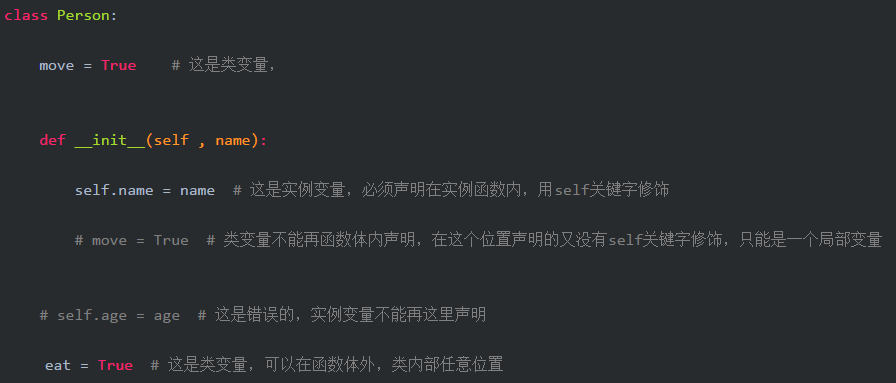 class Person:
move = True    # 这是类变量，
def __init__(self , name):
self.name = name  # 这是实例变量，必须声明在实例函数内，用self关键字修饰
# move = True  # 类变量不能再函数体内声明，在这个位置声明的又没有self关键字修饰，只能是一个局部变量
# self.age = age  # 这是错误的，实例变量不能再这里声明
eat = True  # 这是类变量，可以在函数体外，类内部任意位置